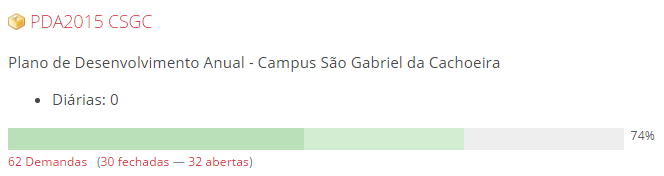 PDA2015 CSGC
Plano de Desenvolvimento Anual - Campus São Gabriel da Cachoeira
• Diárias: 0
74%
62 Demandas (30 fechadas — 32 abertas)